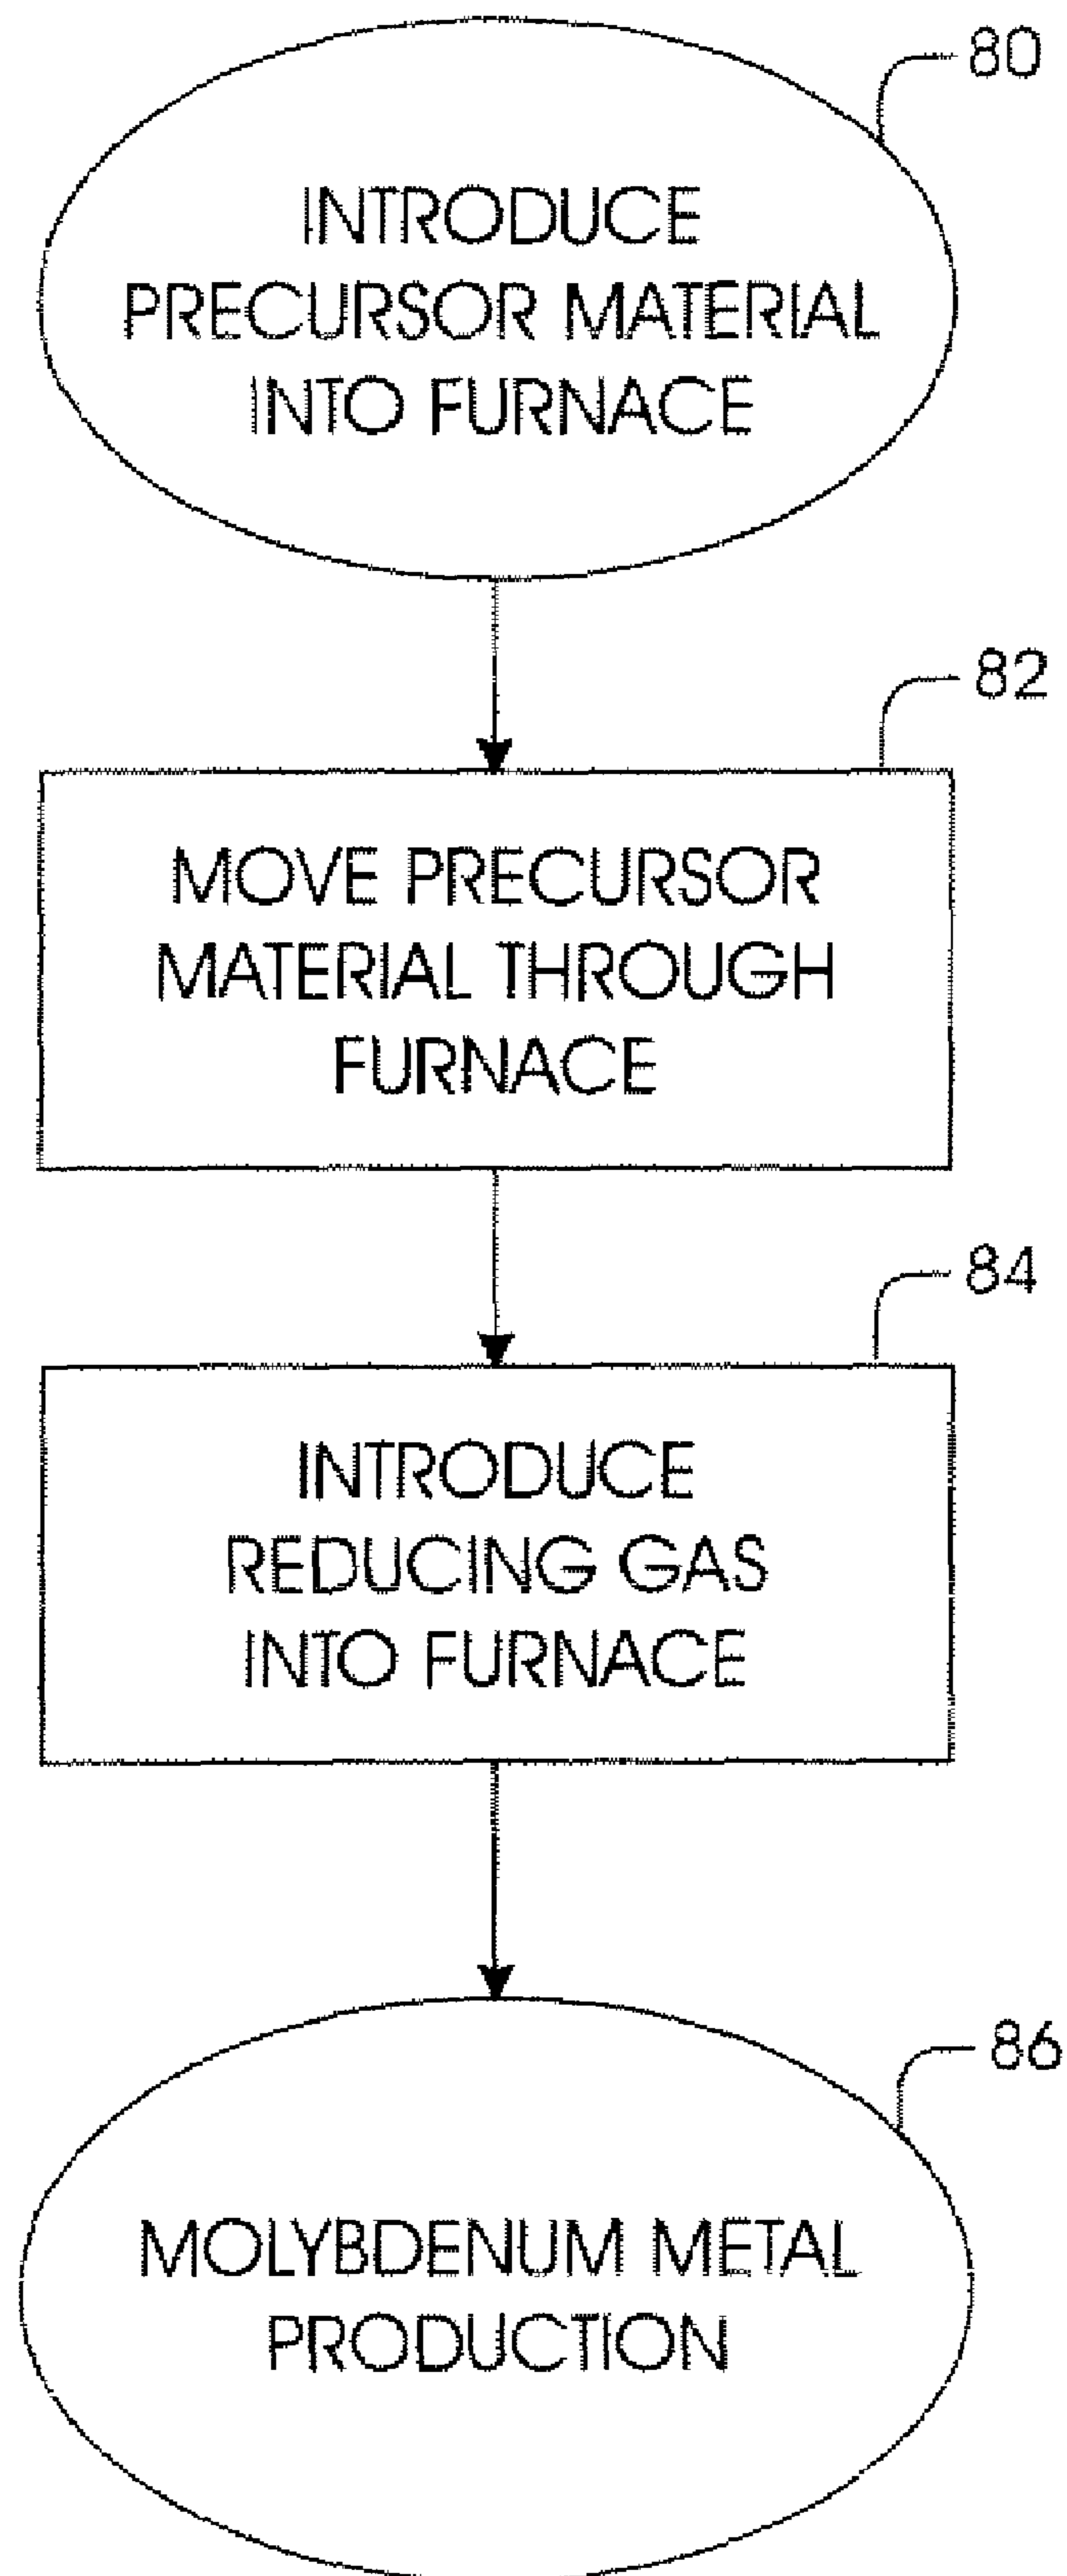 80
INTRODUCE
PRECURSOR MATERIAL
INTO FURNACE
82
MOVE PRECURSOR
MATERIAL THROUGH
FURNACE
84
INTRODUCE
REDUCING GAS
INTO FURNACE
86
MOLYBDENUM METAL
PRODUCTION